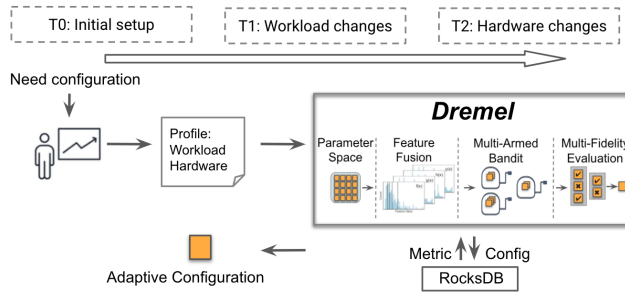 T0: Initial setup
T1: Workload changes
T2: Hardware changes
Need configuration
Profile:
Workload
Hardware
Dremel
Parameter
Space
Feature
Fusion
Multi-Armed
Bandit
Multi-Fidelity
Evaluation
Metric
Config
RocksDB
Adaptive Configuration